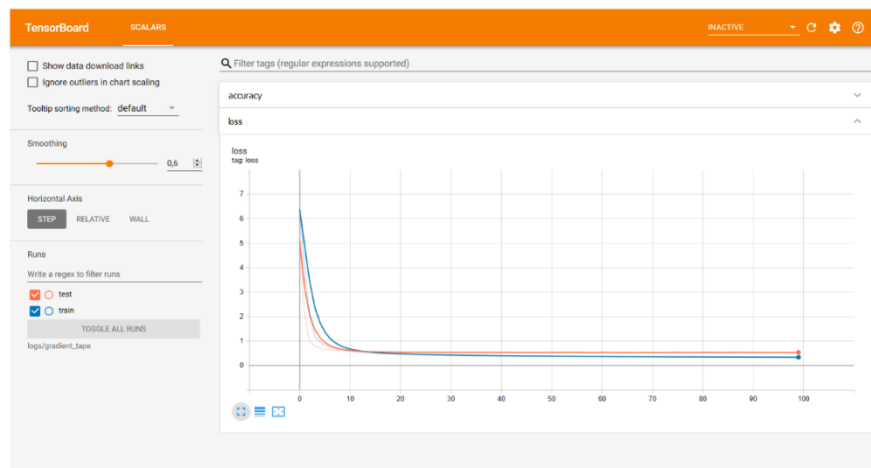 TensorBoard SCALARS INACTIVE
Show data download links
Ignore outliers in chart scaling
Tooltip sorting method: default
Smoothing
0,6
Horizontal Axis
STEP RELATIVE WALL
Runs
Write a regex to filter runs
test
train
TOGGLE ALL RUNS
logs/gradient_tape
Filter tags (regular expressions supported)
accuracy
loss
loss
tag: loss
7
6
5
4
3
2
1
0
0 10 20 30 40 50 60 70 80 90 100